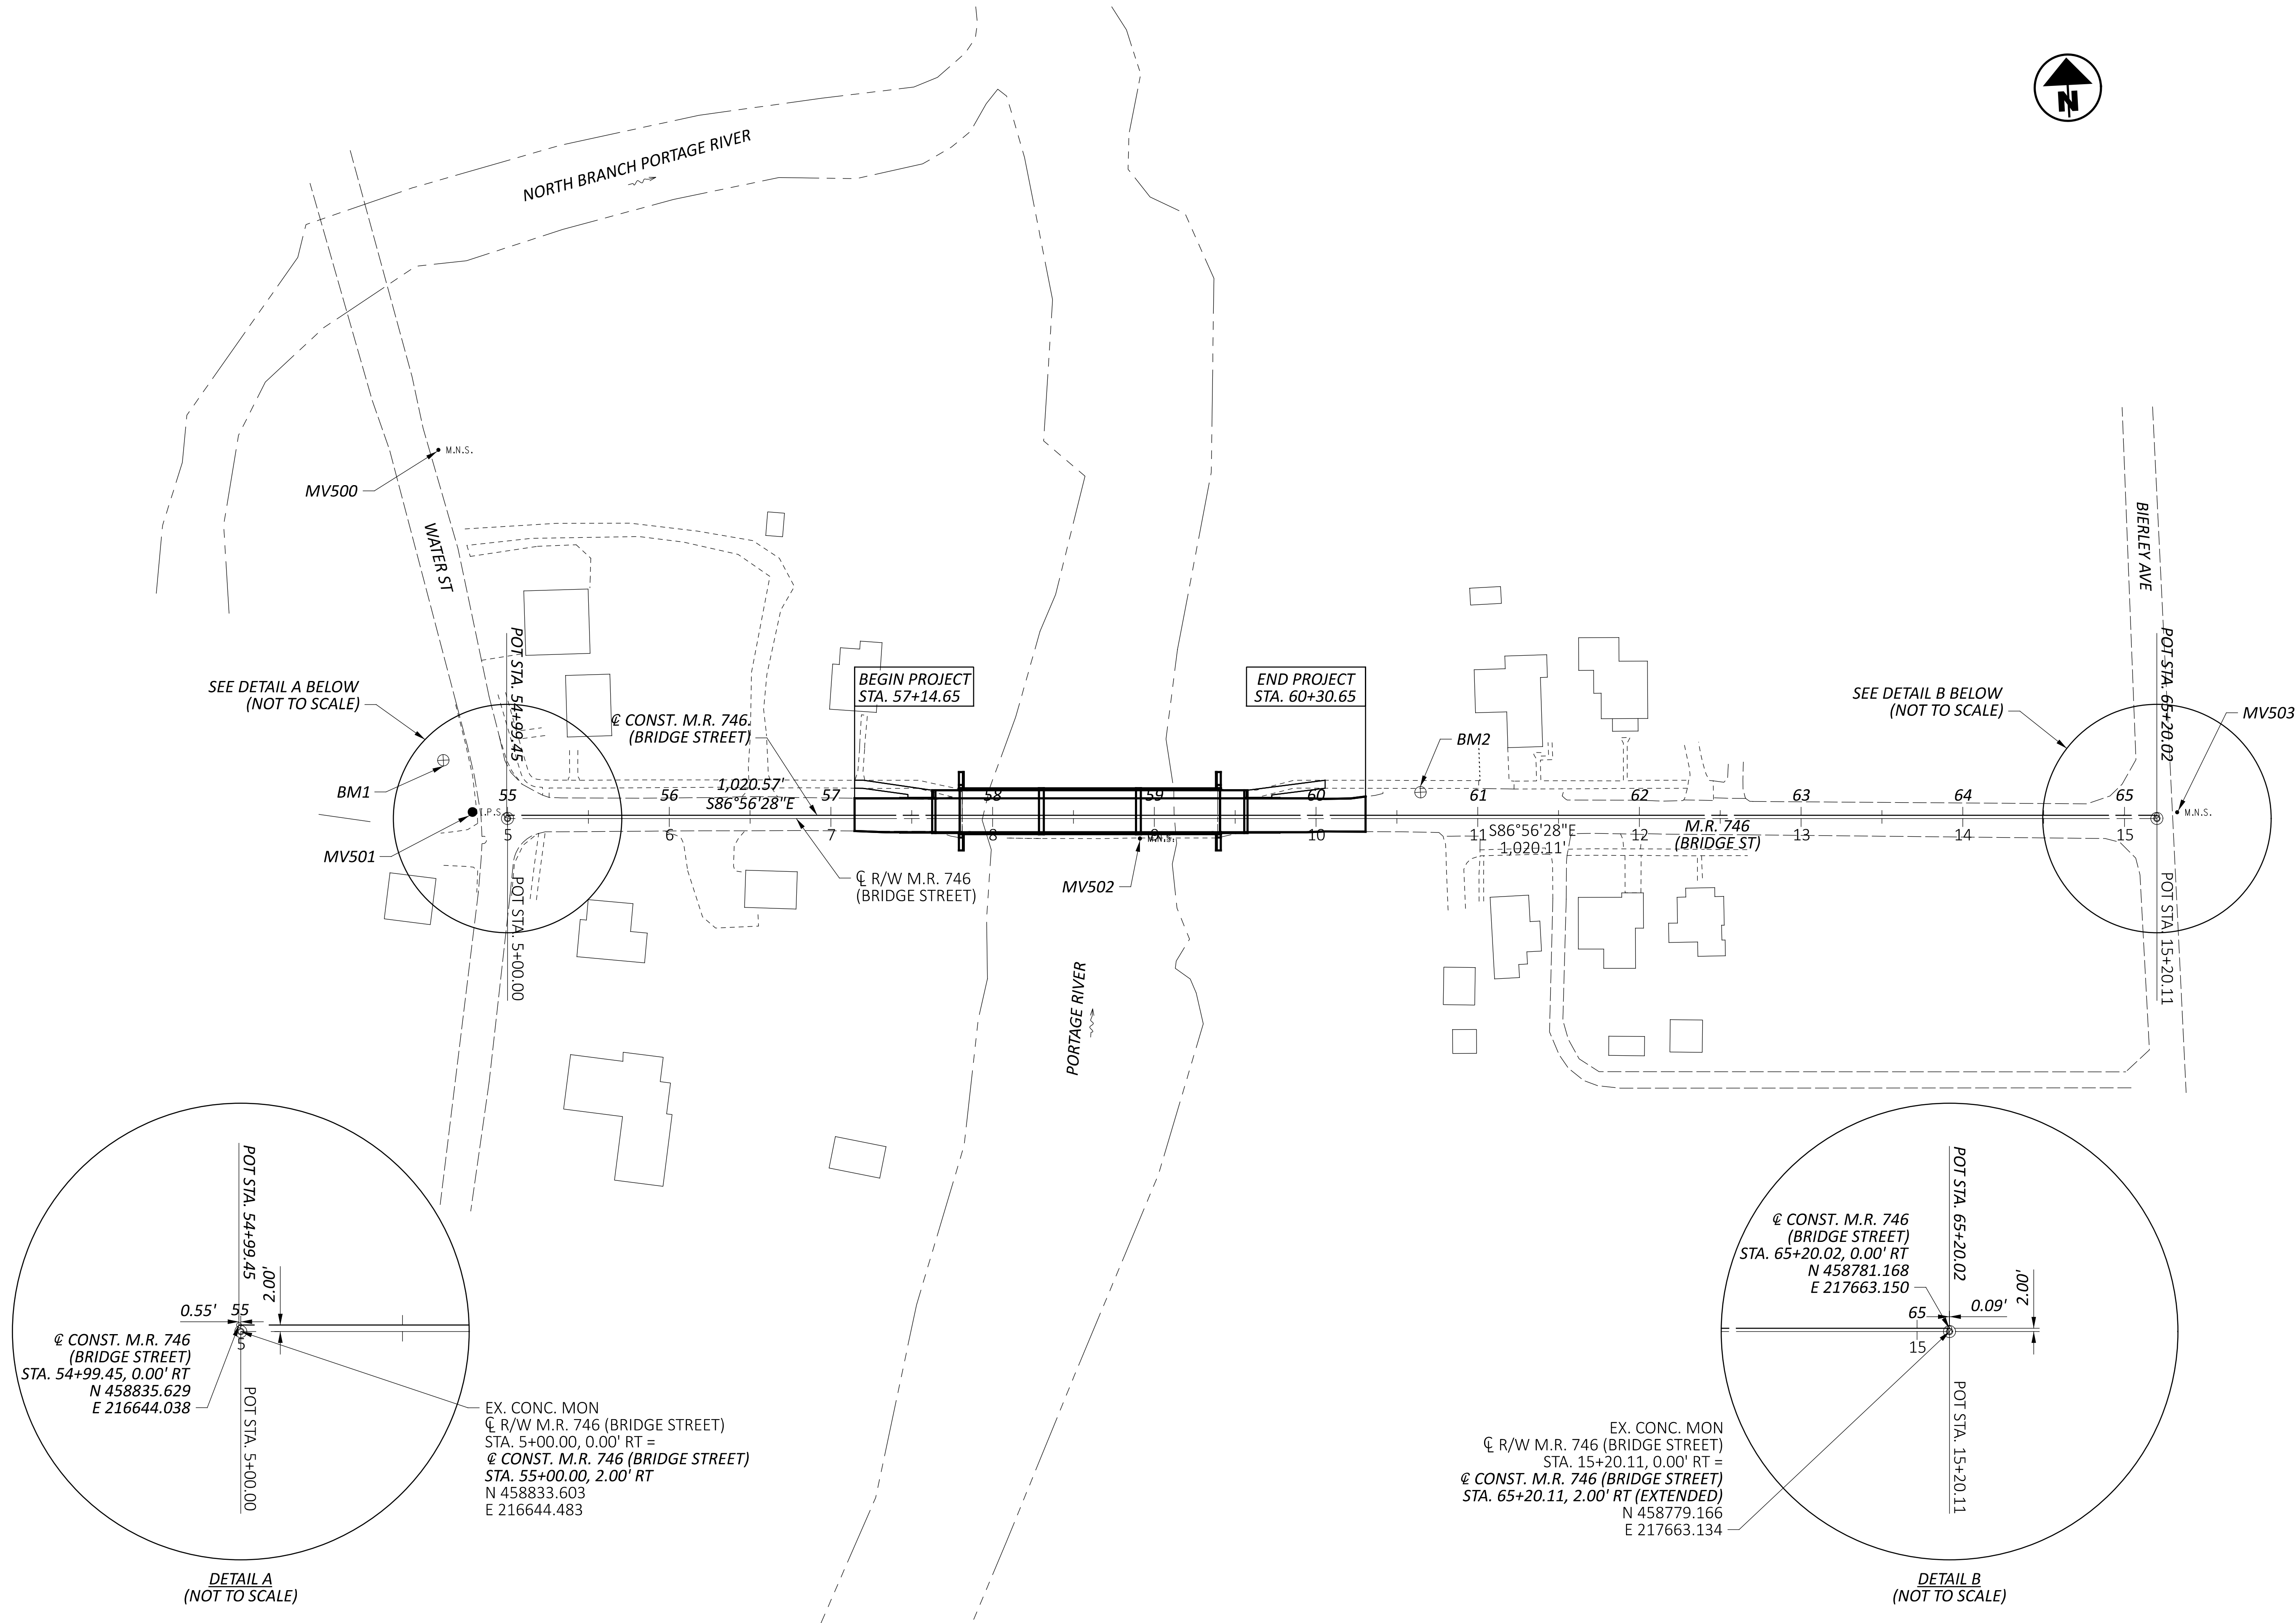 N
NORTH BRANCH PORTAGE RIVER
M.N.S.
MV500
WATER ST
BIERLEY AVE
SEE DETAIL A BELOW
(NOT TO SCALE)
POT STA. 54+99.45
BEGIN PROJECT
STA. 57+14.65
END PROJECT
STA. 60+30.65
SEE DETAIL B BELOW
(NOT TO SCALE)
POT STA. 65+20.02
MV503
M.N.S.
℄ CONST. M.R. 746
(BRIDGE STREET)
BM2
BM1
1,020.57'
S86°56'28"E
55 56 57 58 59 60 61 62 63 64 65
I.P.S.
5 6 7 8 9 10 11 12 13 14 15
M.N.S.
S86°56'28"E
1,020.11'
M.R. 746
(BRIDGE ST)
MV501
MV502
℄ R/W M.R. 746
(BRIDGE STREET)
POT STA. 5+00.00
POT STA. 15+20.11
PORTAGE RIVER
POT STA. 54+99.45
2.00'
0.55'
55
5
℄ CONST. M.R. 746
(BRIDGE STREET)
STA. 54+99.45, 0.00' RT
N 458835.629
E 216644.038
POT STA. 5+00.00
EX. CONC. MON
℄ R/W M.R. 746 (BRIDGE STREET)
STA. 5+00.00, 0.00' RT =
℄ CONST. M.R. 746 (BRIDGE STREET)
STA. 55+00.00, 2.00' RT
N 458833.603
E 216644.483
DETAIL A
(NOT TO SCALE)
POT STA. 65+20.02
℄ CONST. M.R. 746
(BRIDGE STREET)
STA. 65+20.02, 0.00' RT
N 458781.168
E 217663.150
65
0.09'
2.00'
15
POT STA. 15+20.11
EX. CONC. MON
℄ R/W M.R. 746 (BRIDGE STREET)
STA. 15+20.11, 0.00' RT =
℄ CONST. M.R. 746 (BRIDGE STREET)
STA. 65+20.11, 2.00' RT (EXTENDED)
N 458779.166
E 217663.134
DETAIL B
(NOT TO SCALE)